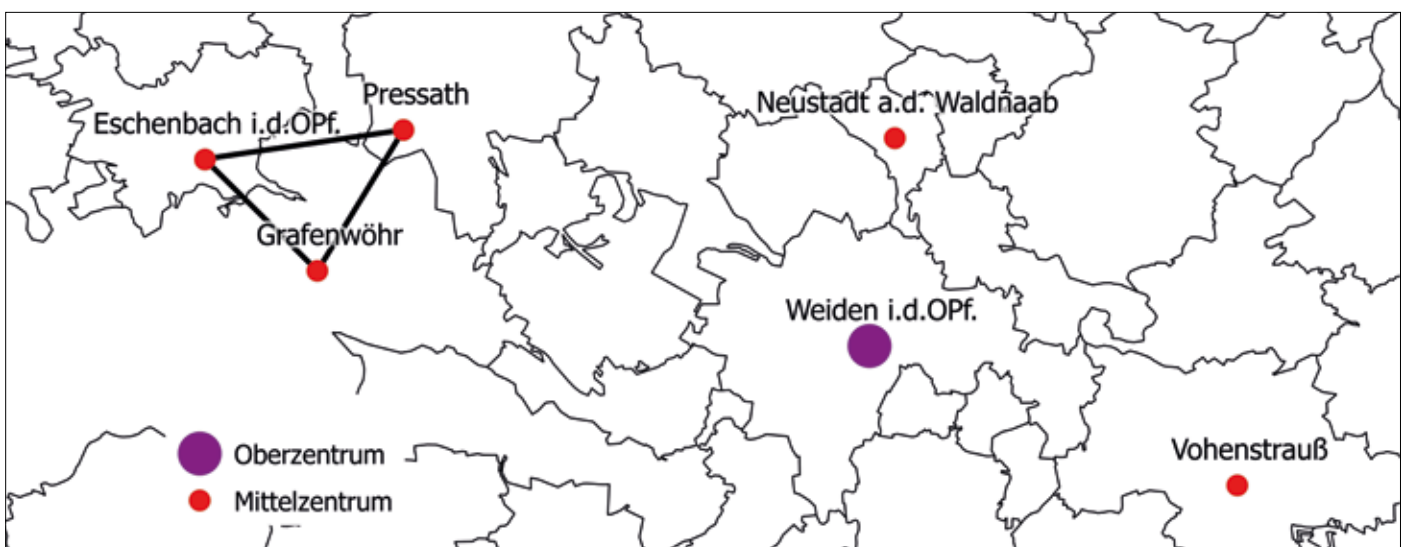 Pressath
Neustadt a.d. Waldnaab
Eschenbach i.d.OPf.
Grafenwöhr
Weiden i.d.OPf.
Vohenstrauß
Oberzentrum
Mittelzentrum